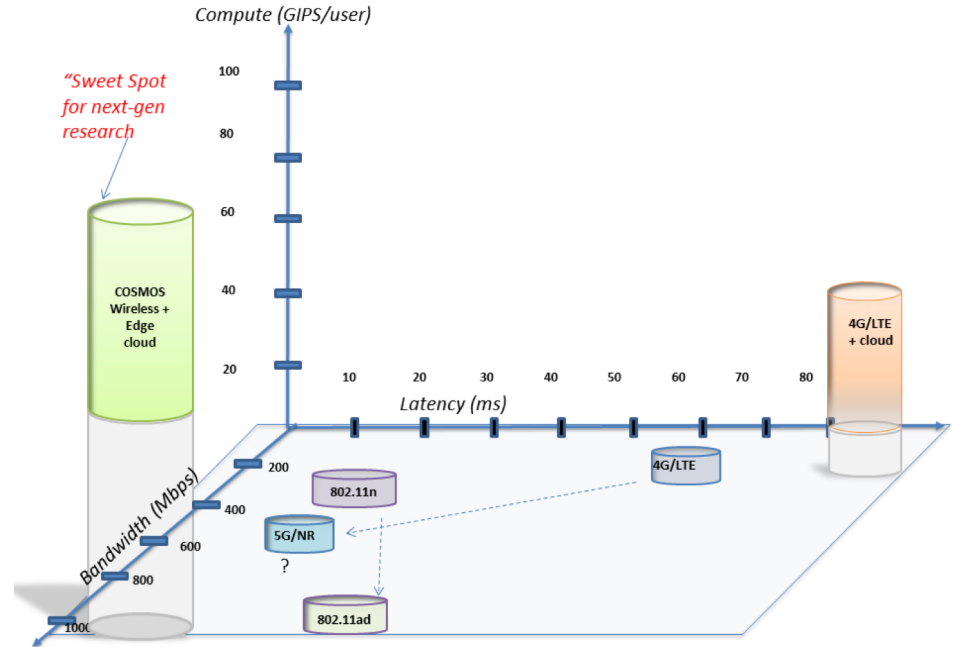 Compute (GIPS/user)
100
80
60
40
20
“Sweet Spot
for next-gen
research
COSMOS
Wireless +
Edge
cloud
4G/LTE
+ cloud
10 20 30 40 50 60 70 80
Latency (ms)
Bandwidth (Mbps)
200
400
600
800
1000
4G/LTE
802.11n
5G/NR
?
802.11ad